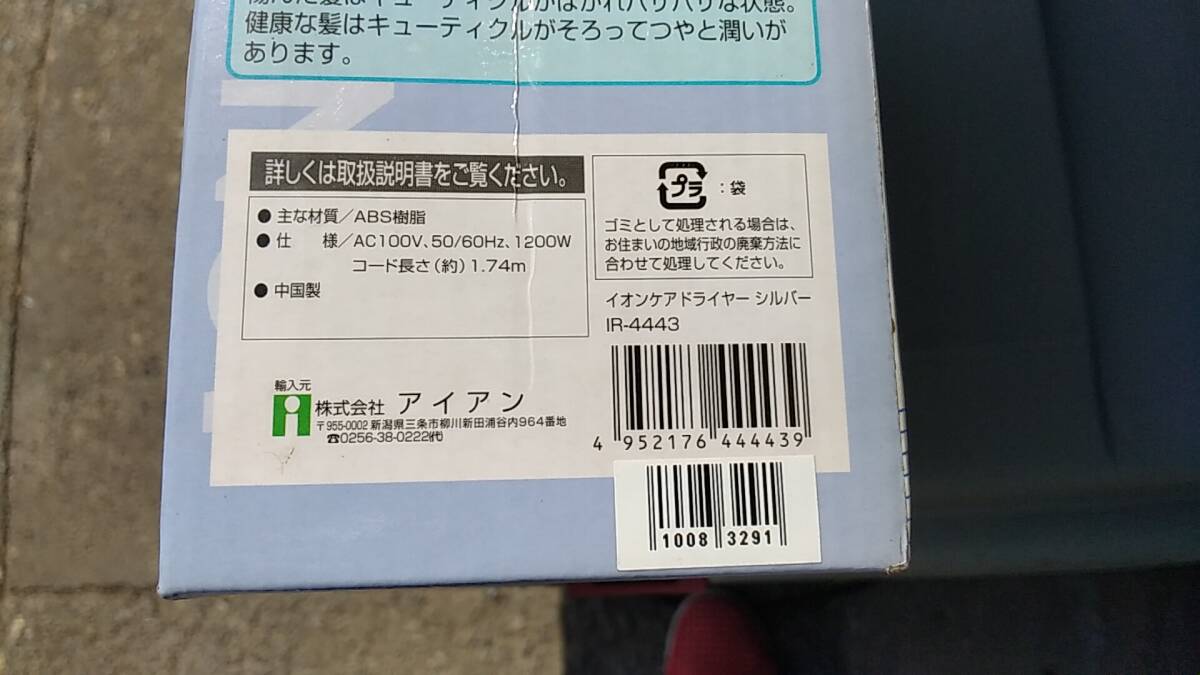 傷んだ髪はキューティクルがはがれパサパサな状態。
健康な髪はキューティクルがそろってつやと潤いが
あります。
詳しくは取扱説明書をご覧ください。
● 主な材質／ABS樹脂
● 仕　様／AC100V、50/60Hz、1200W
コード長さ（約）1.74m
● 中国製
プラ ：袋
ゴミとして処理される場合は、
お住まいの地域行政の廃棄方法に
合わせて処理してください。
イオンケアドライヤー シルバー
IR-4443
4 952176 444439
輸入元
株式会社 アイアン
〒955-0002 新潟県三条市柳川新田浦谷内964番地
☎0256-38-0222㈹
1008 3291